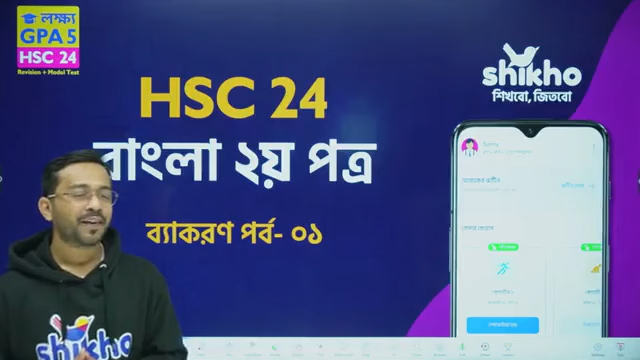 লক্ষ্য
GPA 5
HSC 24
Revision + Model Test
shikho
শিখবো, জিতবো
HSC 24
বাংলা ২য় পত্র
ব্যাকরণ পর্ব- ০১
shikho